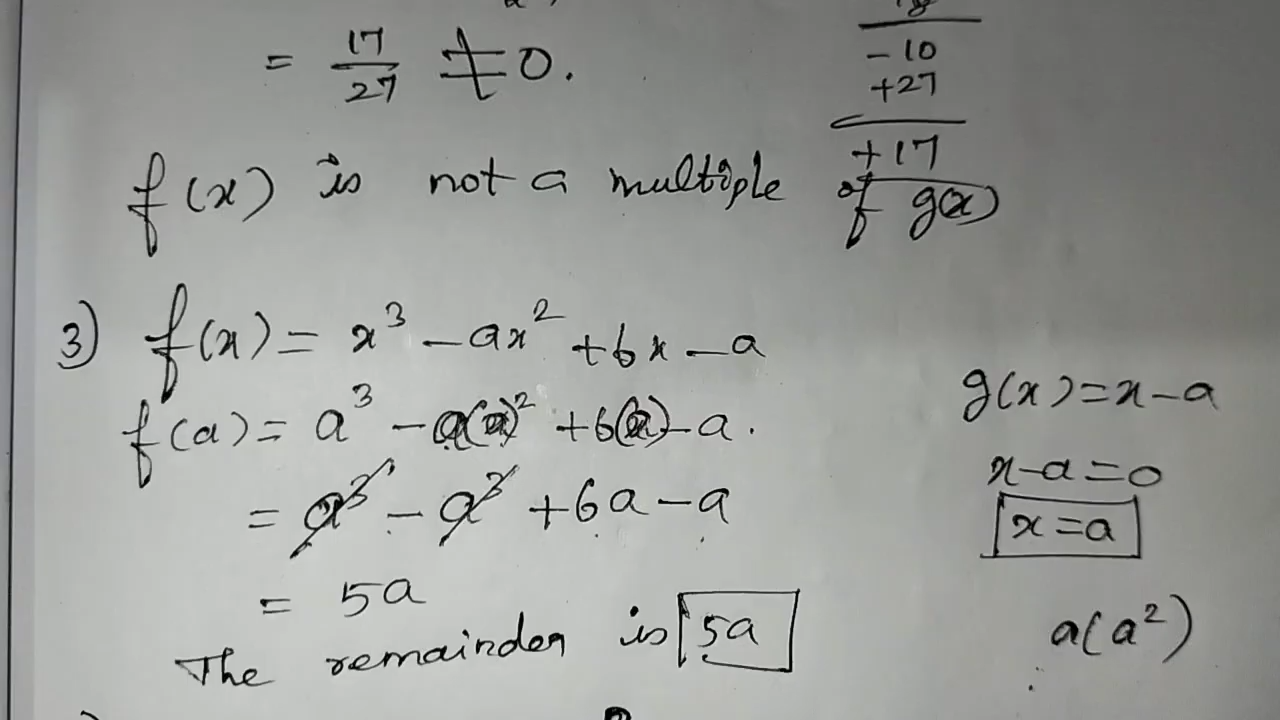 = 17/27 ≠ 0.
- 10
+27
+17
f(x) is not a multiple of g(x)
3) f(x) = x³ - ax² + 6x - a
g(x) = x - a
f(a) = a³ - a(a)² + 6(a) - a.
x - a = 0
= a³ - a³ + 6a - a
x = a
= 5a
a(a²)
The remainder is 5a